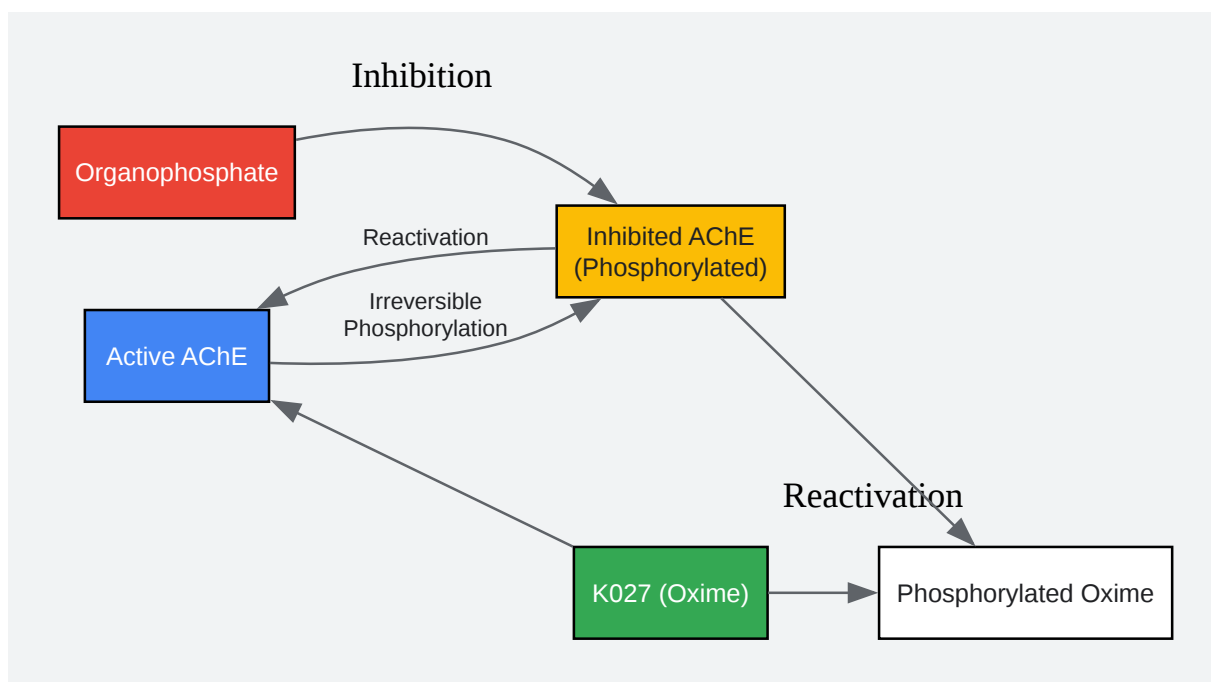 Inhibition
Organophosphate
Inhibited AChE
(Phosphorylated)
Reactivation
Irreversible
Phosphorylation
Active AChE
Reactivation
K027 (Oxime)
Phosphorylated Oxime